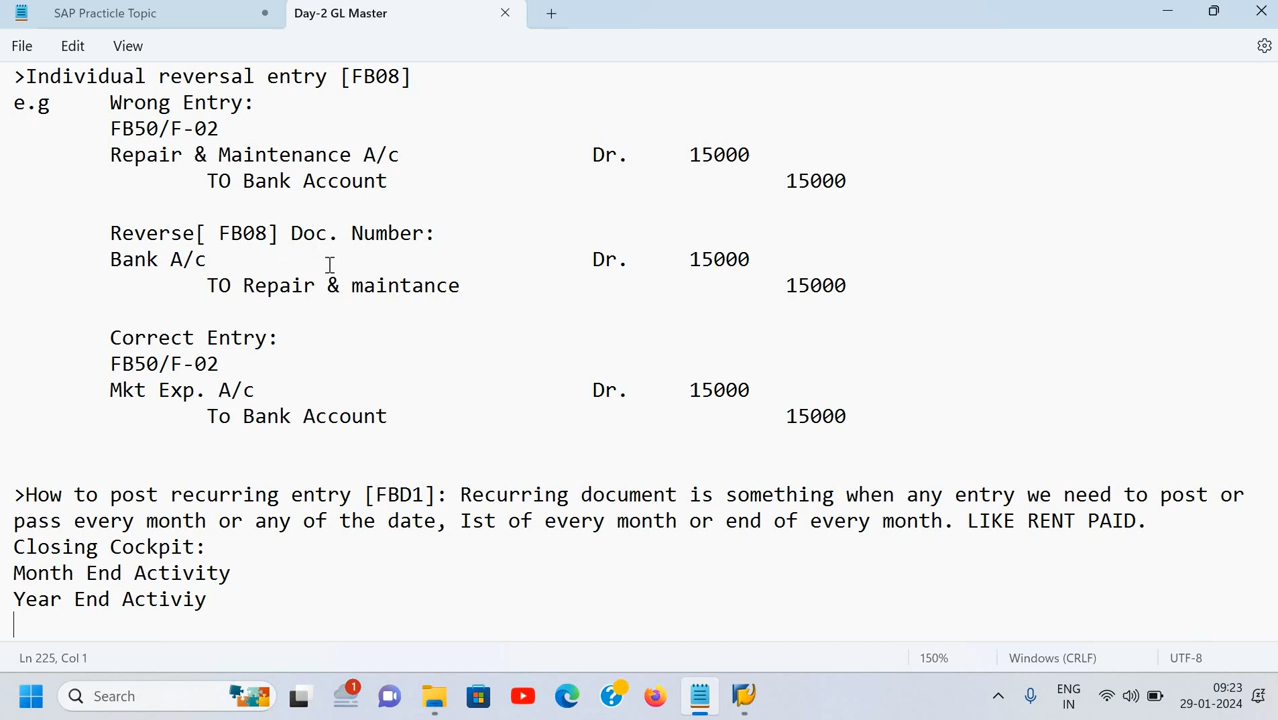 SAP Practicle Topic
Day-2 GL Master
File Edit View
>Individual reversal entry [FB08]
e.g Wrong Entry:
FB50/F-02
Repair & Maintenance A/c Dr. 15000
TO Bank Account 15000
Reverse[ FB08] Doc. Number:
Bank A/c Dr. 15000
TO Repair & maintance 15000
Correct Entry:
FB50/F-02
Mkt Exp. A/c Dr. 15000
To Bank Account 15000
>How to post recurring entry [FBD1]: Recurring document is something when any entry we need to post or
pass every month or any of the date, Ist of every month or end of every month. LIKE RENT PAID.
Closing Cockpit:
Month End Activity
Year End Activiy
Ln 225, Col 1 150% Windows (CRLF) UTF-8
Search
1
ENG
IN
09:23
29-01-2024